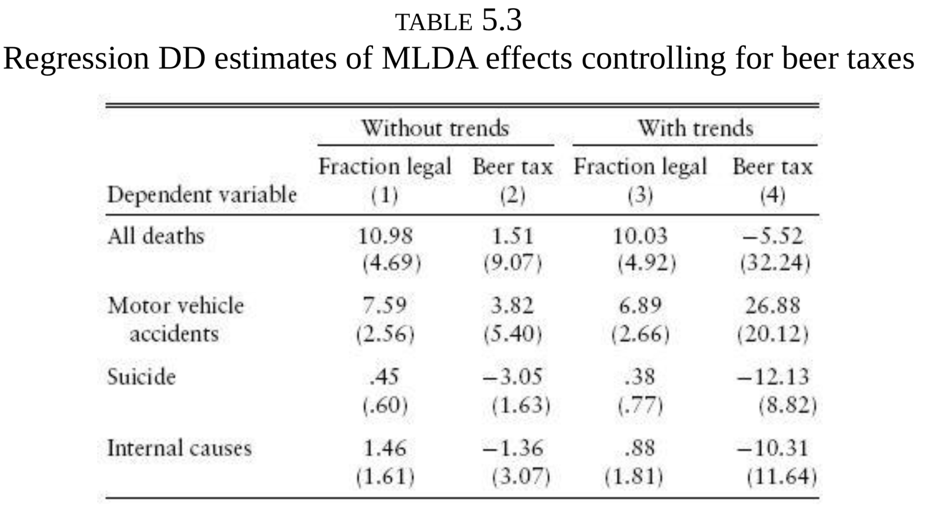 TABLE 5.3
Regression DD estimates of MLDA effects controlling for beer taxes
Without trends With trends
Fraction legal Beer tax Fraction legal Beer tax
Dependent variable (1) (2) (3) (4)
All deaths 10.98 1.51 10.03 −5.52
(4.69) (9.07) (4.92) (32.24)
Motor vehicle 7.59 3.82 6.89 26.88
accidents (2.56) (5.40) (2.66) (20.12)
Suicide .45 −3.05 .38 −12.13
(.60) (1.63) (.77) (8.82)
Internal causes 1.46 −1.36 .88 −10.31
(1.61) (3.07) (1.81) (11.64)